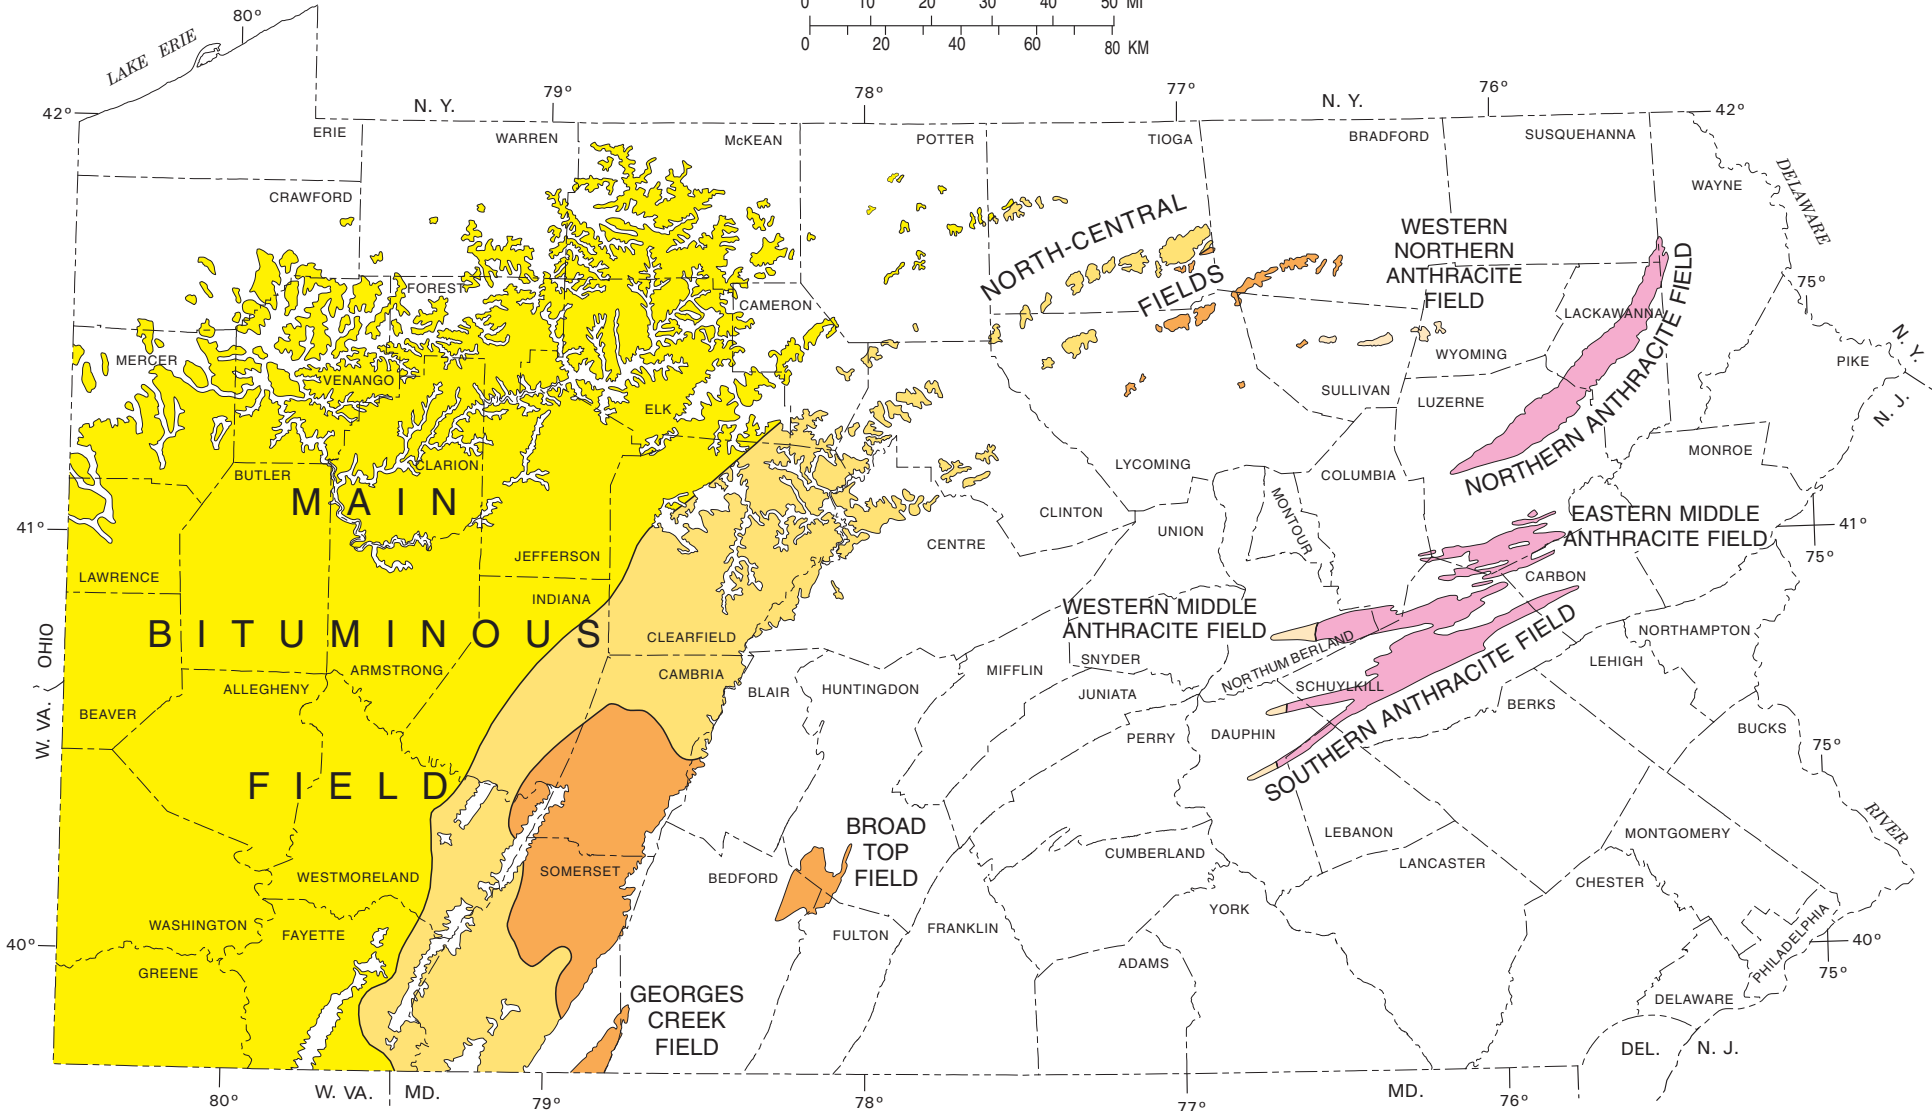 0 10 20 30 40 50 MI
0 20 40 60 80 KM
80°
LAKE ERIE
79°
78°
77°
76°
N. Y.
N. Y.
42°
42°
ERIE
WARREN
McKEAN
POTTER
TIOGA
BRADFORD
SUSQUEHANNA
WAYNE
DELAWARE
CRAWFORD
NORTH-CENTRAL
FIELDS
WESTERN
NORTHERN
ANTHRACITE
FIELD
FOREST
CAMERON
LACKAWANNA
75°
NORTHERN ANTHRACITE FIELD
N. Y.
N. J.
MERCER
VENANGO
ELK
WYOMING
PIKE
SULLIVAN
LUZERNE
CLARION
BUTLER
LYCOMING
COLUMBIA
MONROE
MAIN
MONTOUR
CLINTON
UNION
EASTERN MIDDLE
ANTHRACITE FIELD
41°
41°
75°
JEFFERSON
CENTRE
LAWRENCE
CARBON
INDIANA
WESTERN MIDDLE
ANTHRACITE FIELD
BITUMINOUS
CLEARFIELD
NORTHUMBERLAND
NORTHAMPTON
OHIO
W. VA.
ARMSTRONG
CAMBRIA
SNYDER
MIFFLIN
LEHIGH
ALLEGHENY
BLAIR
HUNTINGDON
JUNIATA
SCHUYLKILL
SOUTHERN ANTHRACITE FIELD
BEAVER
BERKS
PERRY
DAUPHIN
BUCKS
75°
FIELD
RIVER
BROAD
TOP
FIELD
LEBANON
MONTGOMERY
CUMBERLAND
LANCASTER
SOMERSET
WESTMORELAND
BEDFORD
CHESTER
YORK
WASHINGTON
FAYETTE
FULTON
FRANKLIN
PHILADELPHIA
40°
40°
75°
GREENE
ADAMS
GEORGES
CREEK
FIELD
DELAWARE
DEL.
N. J.
W. VA.
MD.
MD.
80°
79°
78°
77°
76°